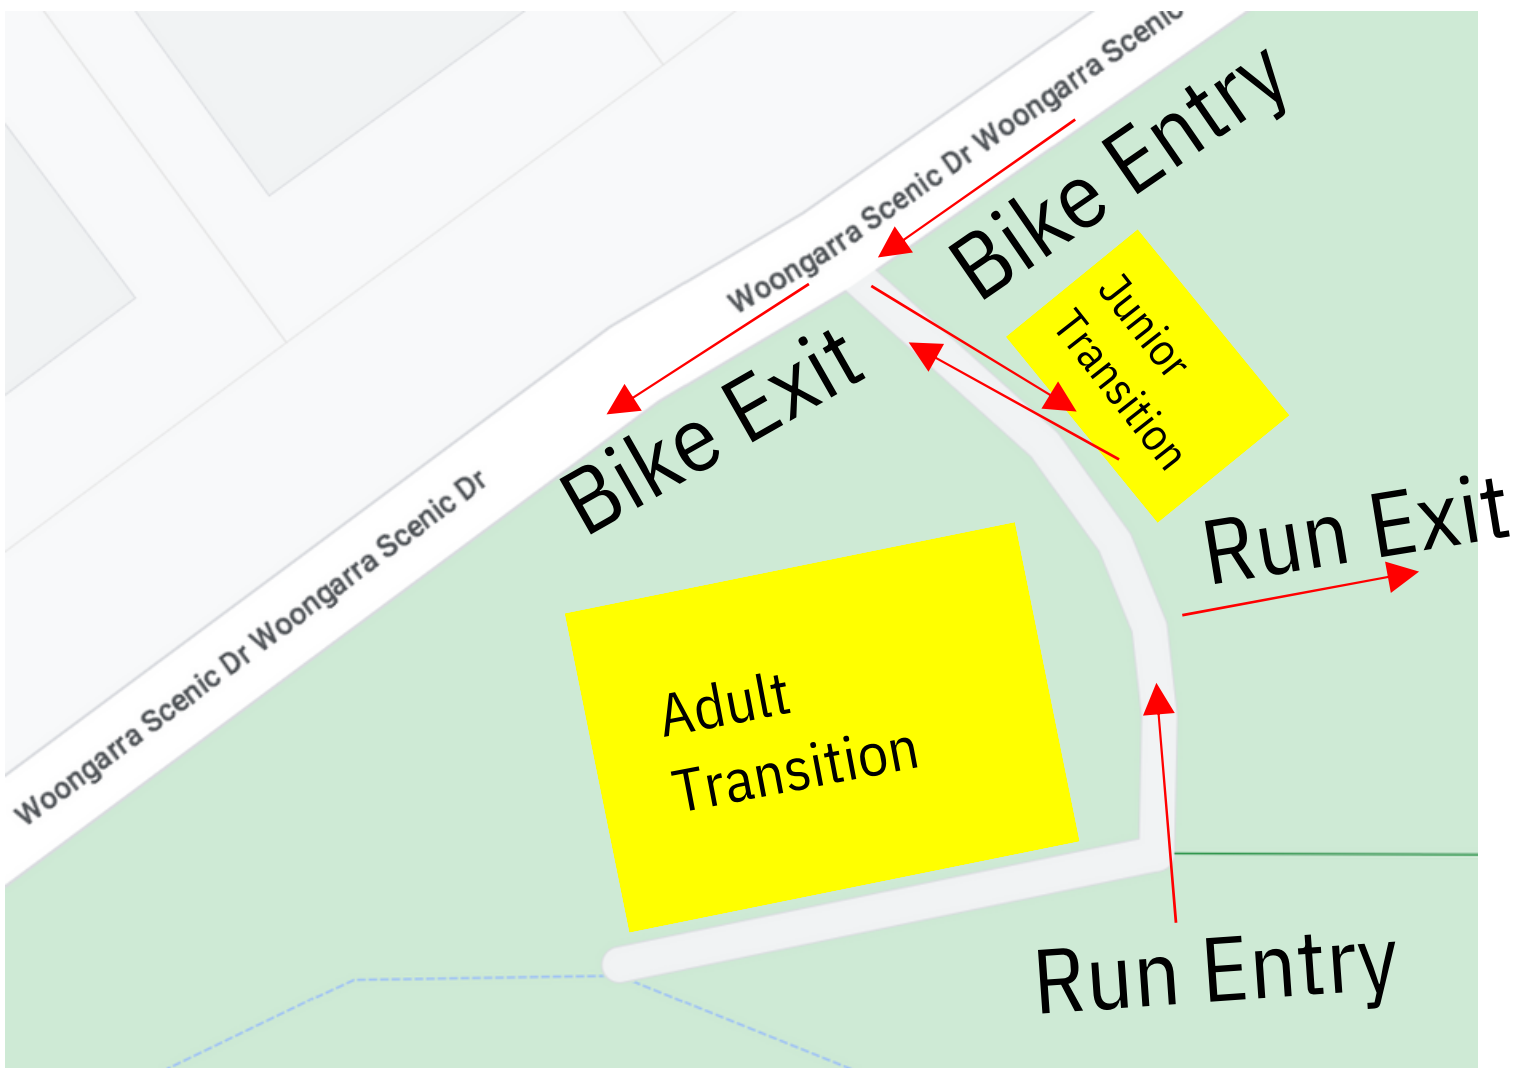 Woongarra Scenic Dr Woongarra Scenic
Bike Entry
Junior
Transition
Bike Exit
Woongarra Scenic Dr Woongarra Scenic Dr
Run Exit
Adult
Transition
Run Entry